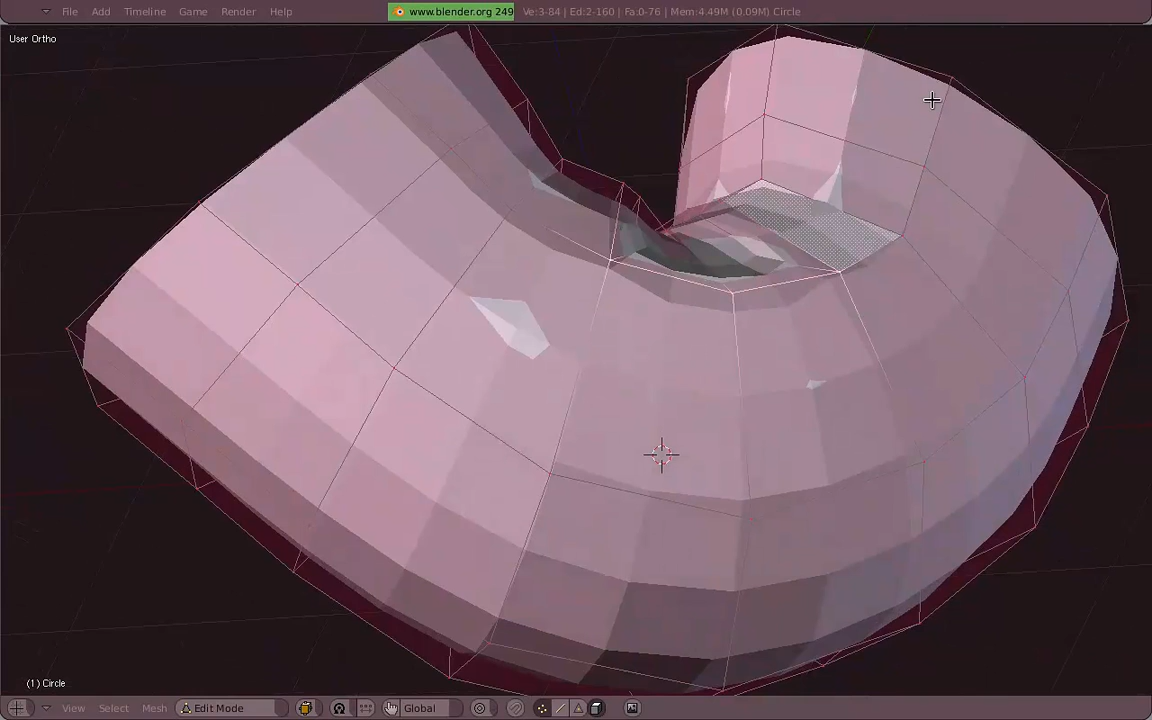 File Add Timeline Game Render Help www.blender.org 249 Ve:3-84 | Ed:2-160 | Fa:0-76 | Mem:4.49M (0.09M) Circle
User Ortho
(1) Circle
View Select Mesh Edit Mode Global